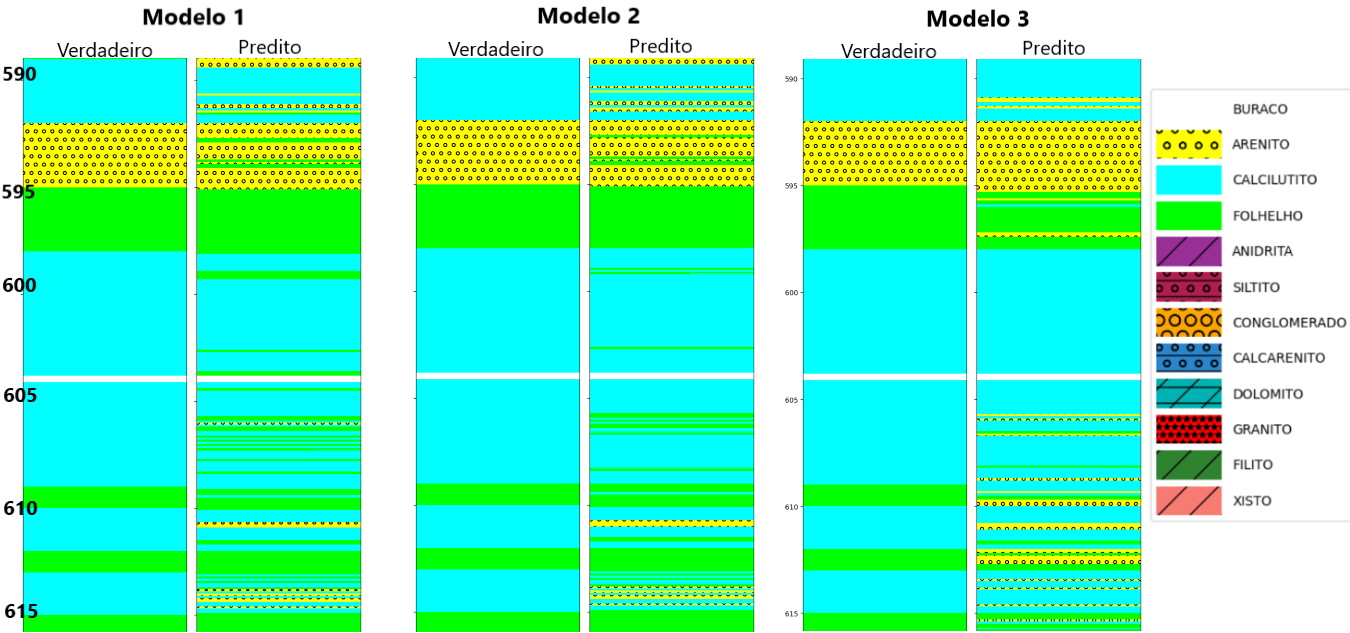 Modelo 1
Modelo 2
Modelo 3
Verdadeiro
Predito
Verdadeiro
Predito
Verdadeiro
Predito
590
595
600
605
610
615
590
595
600
605
610
615
BURACO
ARENITO
CALCILUTITO
FOLHELHO
ANIDRITA
SILTITO
CONGLOMERADO
CALCARENITO
DOLOMITO
GRANITO
FILITO
XISTO